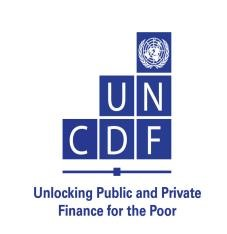 UN
CDF
Unlocking Public and Private
Finance for the Poor